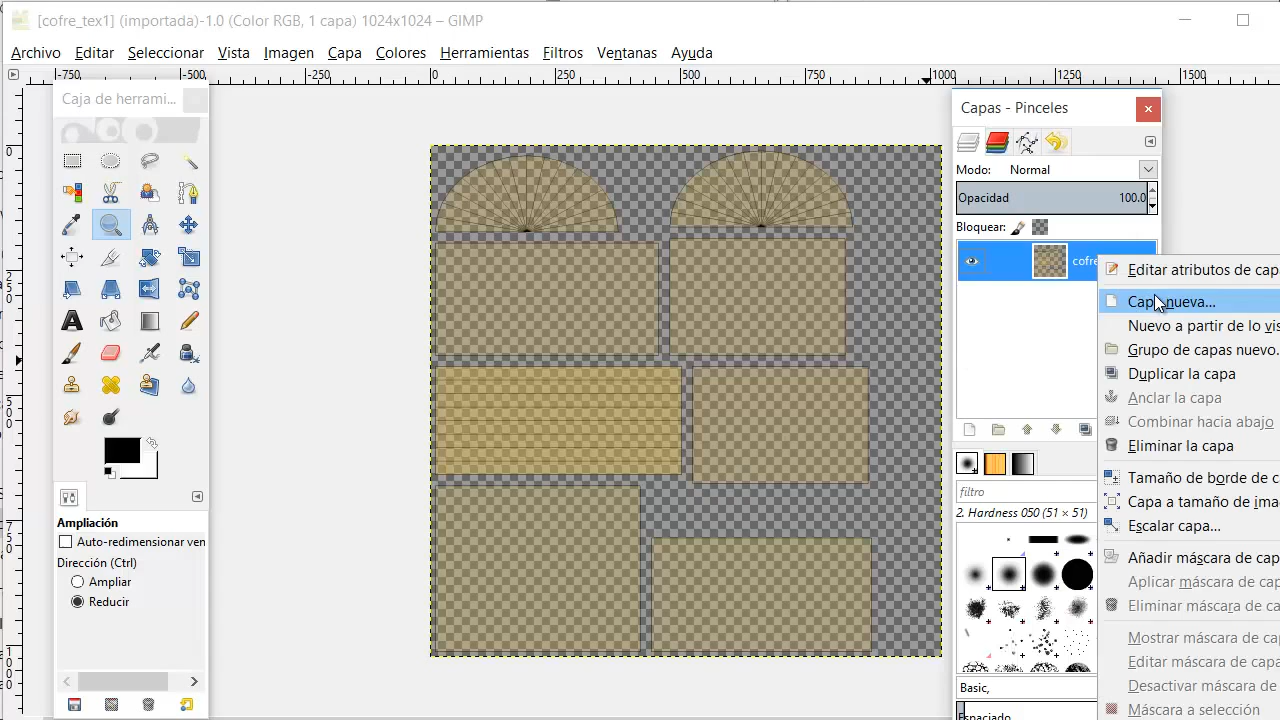 [cofre_tex1] (importada)-1.0 (Color RGB, 1 capa) 1024x1024 – GIMP
Archivo Editar Seleccionar Vista Imagen Capa Colores Herramientas Filtros Ventanas Ayuda
-750 -500 -250 0 250 500 750 1000 1250 1500
Caja de herrami...
Capas - Pinceles
0
250
500
750
1000
Modo: Normal
Opacidad 100.0
Bloquear:
cofre
Editar atributos de cap
Capa nueva...
Nuevo a partir de lo vis
Grupo de capas nuevo.
Duplicar la capa
Anclar la capa
Combinar hacia abajo
Eliminar la capa
Tamaño de borde de c
Capa a tamaño de ima
Escalar capa...
Añadir máscara de cap
Aplicar máscara de cap
Eliminar máscara de ca
Mostrar máscara de cap
Editar máscara de capa
Desactivar máscara de
Máscara a selección
filtro
2. Hardness 050 (51 × 51)
Basic,
Espaciado
Ampliación
Auto-redimensionar ven
Dirección (Ctrl)
Ampliar
Reducir